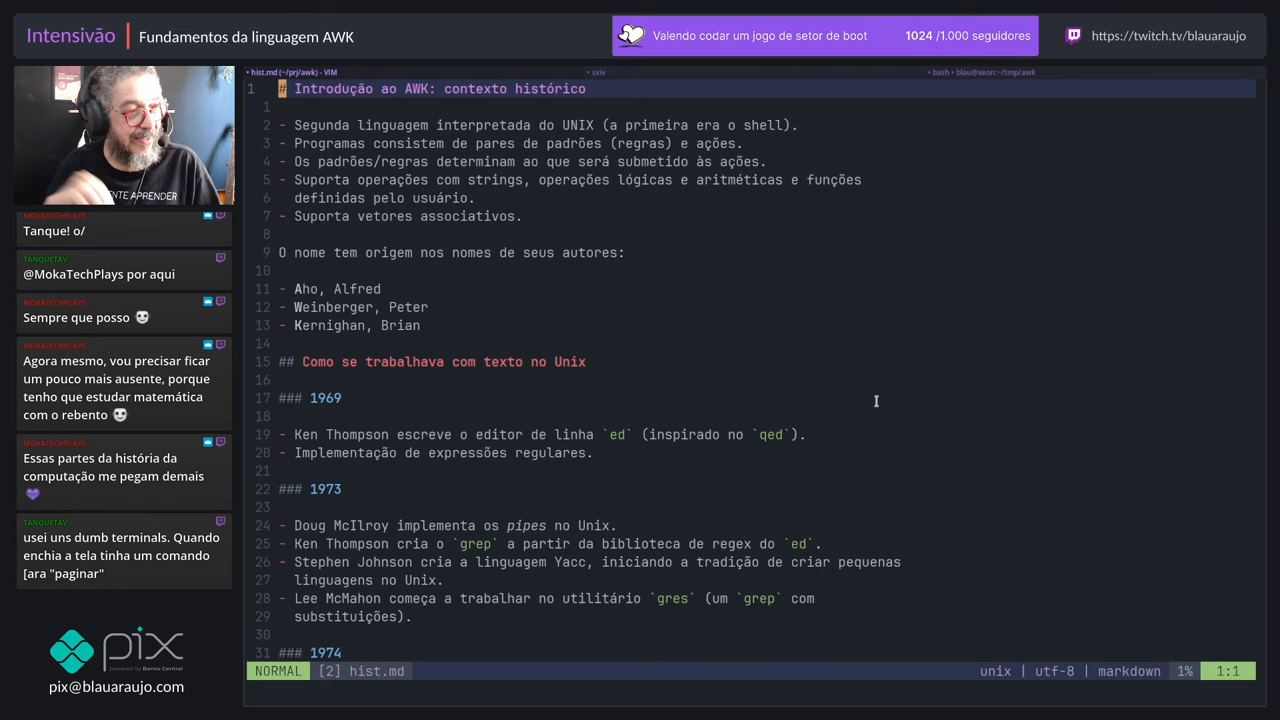 Intensivão
Fundamentos da linguagem AWK
Valendo codar um jogo de setor de boot 1024 /1.000 seguidores
https://twitch.tv/blauaraujo
ENTE APRENDER
MOKATECHPLAYS
Tanque! o/
TANQUETAV
@MokaTechPlays por aqui
MOKATECHPLAYS
Sempre que posso
MOKATECHPLAYS
Agora mesmo, vou precisar ficar
um pouco mais ausente, porque
tenho que estudar matemática
com o rebento
MOKATECHPLAYS
Essas partes da história da
computação me pegam demais
TANQUETAV
usei uns dumb terminals. Quando
enchia a tela tinha um comando
[ara "paginar"
pix
powered by Banco Central
pix@blauaraujo.com
• hist.md (~/prj/awk) - VIM • sxiv • bash • blau@xeon:~/tmp/awk
1 # Introdução ao AWK: contexto histórico
1
2 - Segunda linguagem interpretada do UNIX (a primeira era o shell).
3 - Programas consistem de pares de padrões (regras) e ações.
4 - Os padrões/regras determinam ao que será submetido às ações.
5 - Suporta operações com strings, operações lógicas e aritméticas e funções
6 definidas pelo usuário.
7 - Suporta vetores associativos.
8
9 O nome tem origem nos nomes de seus autores:
10
11 - Aho, Alfred
12 - Weinberger, Peter
13 - Kernighan, Brian
14
15 ## Como se trabalhava com texto no Unix
16
17 ### 1969
18
19 - Ken Thompson escreve o editor de linha `ed` (inspirado no `qed`).
20 - Implementação de expressões regulares.
21
22 ### 1973
23
24 - Doug McIlroy implementa os pipes no Unix.
25 - Ken Thompson cria o `grep` a partir da biblioteca de regex do `ed`.
26 - Stephen Johnson cria a linguagem Yacc, iniciando a tradição de criar pequenas
27 linguagens no Unix.
28 - Lee McMahon começa a trabalhar no utilitário `gres` (um `grep` com
29 substituições).
30
31 ### 1974
NORMAL [2] hist.md unix | utf-8 | markdown 1% 1:1